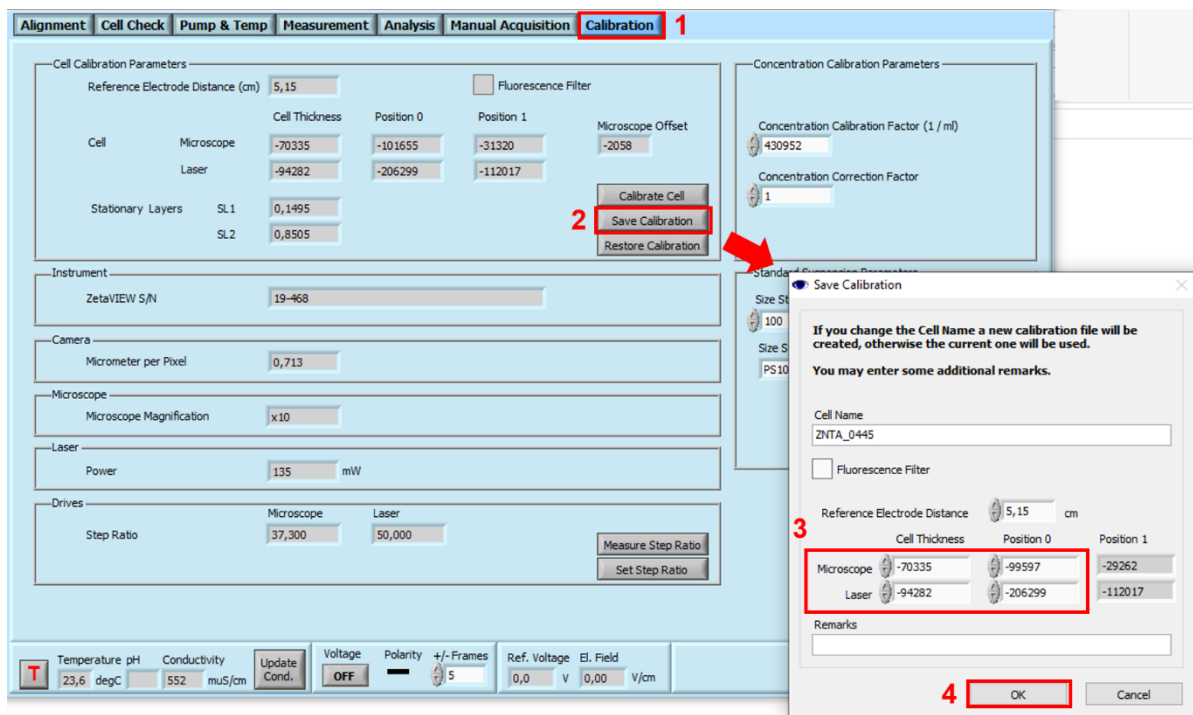 Alignment Cell Check Pump & Temp Measurement Analysis Manual Acquisition Calibration 1
Cell Calibration Parameters
Reference Electrode Distance (cm) 5,15 Fluorescence Filter
Cell Thickness Position 0 Position 1 Microscope Offset
Cell Microscope -70335 -101655 -31320 -2058
Laser -94282 -206299 -112017
Calibrate Cell
Stationary Layers SL1 0,1495
2 Save Calibration
SL2 0,8505
Restore Calibration
Concentration Calibration Parameters
Concentration Calibration Factor (1 / ml)
430952
Concentration Correction Factor
1
Instrument
ZetaVIEW S/N 19-468
Camera
Micrometer per Pixel 0,713
Microscope
Microscope Magnification x10
Laser
Power 135 mW
Drives
Microscope Laser
Step Ratio 37,300 50,000
Measure Step Ratio
Set Step Ratio
Standard Suspension Parameters
Size St
100
Size S
PS10
Save Calibration
If you change the Cell Name a new calibration file will be
created, otherwise the current one will be used.
You may enter some additional remarks.
Cell Name
ZNTA_0445
Fluorescence Filter
Reference Electrode Distance 5,15 cm
3
Cell Thickness Position 0 Position 1
Microscope -70335 -99597 -29262
Laser -94282 -206299 -112017
Remarks
4 OK Cancel
T
Temperature pH Conductivity
23,6 degC 552 muS/cm
Update
Cond.
Voltage Polarity +/- Frames
OFF 5
Ref. Voltage El. Field
0,0 V 0,00 V/cm